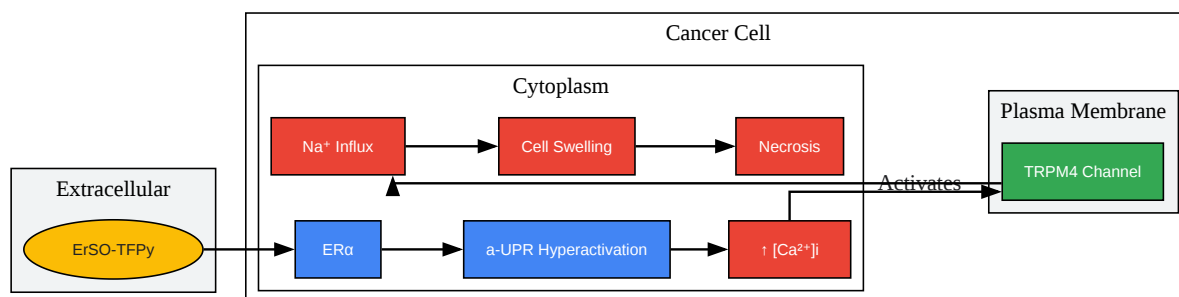 Cancer Cell
Cytoplasm
Plasma Membrane
Na⁺ Influx
Cell Swelling
Necrosis
TRPM4 Channel
Activates
Extracellular
ErSO-TFPy
ERα
a-UPR Hyperactivation
↑ [Ca²⁺]i